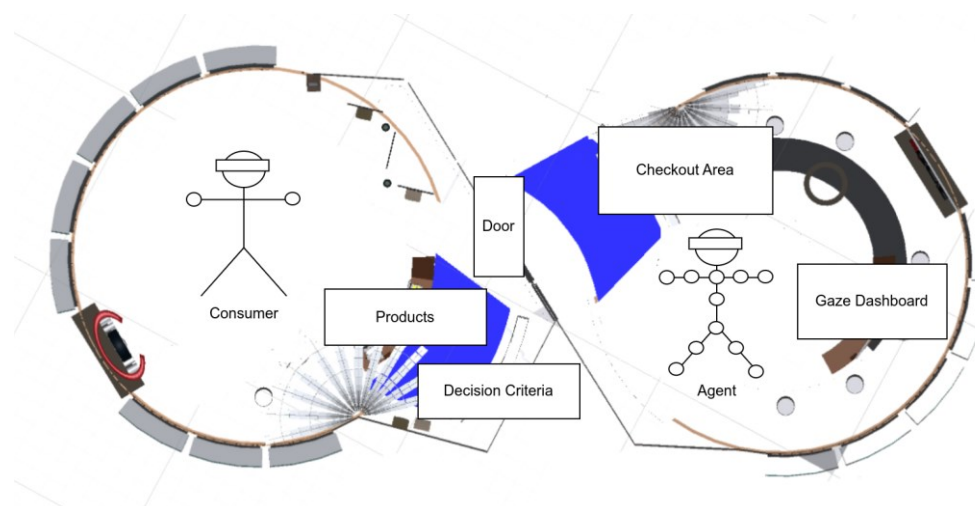 Checkout Area
Door
Gaze Dashboard
Consumer
Products
Decision Criteria
Agent